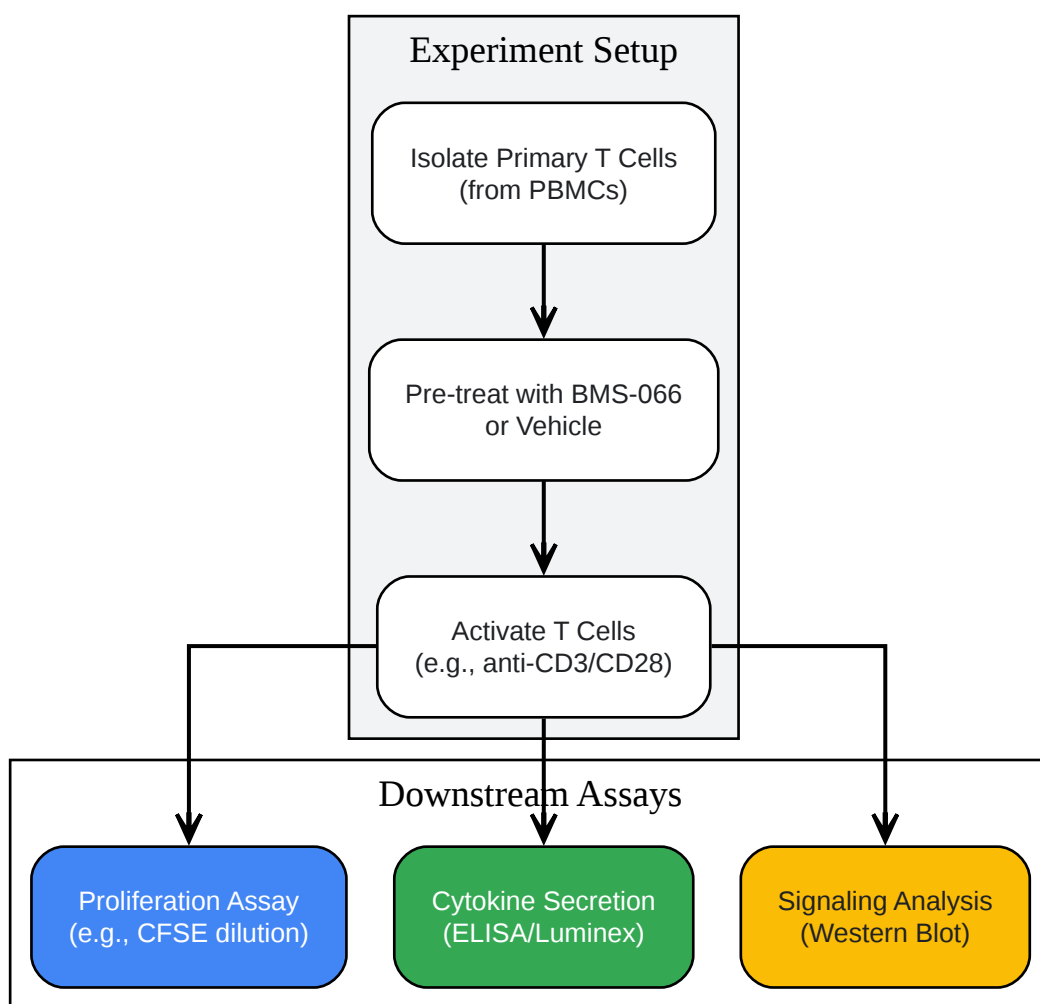 Experiment Setup
Isolate Primary T Cells
(from PBMCs)
Pre-treat with BMS-066
or Vehicle
Activate T Cells
(e.g., anti-CD3/CD28)
Downstream Assays
Proliferation Assay
(e.g., CFSE dilution)
Cytokine Secretion
(ELISA/Luminex)
Signaling Analysis
(Western Blot)